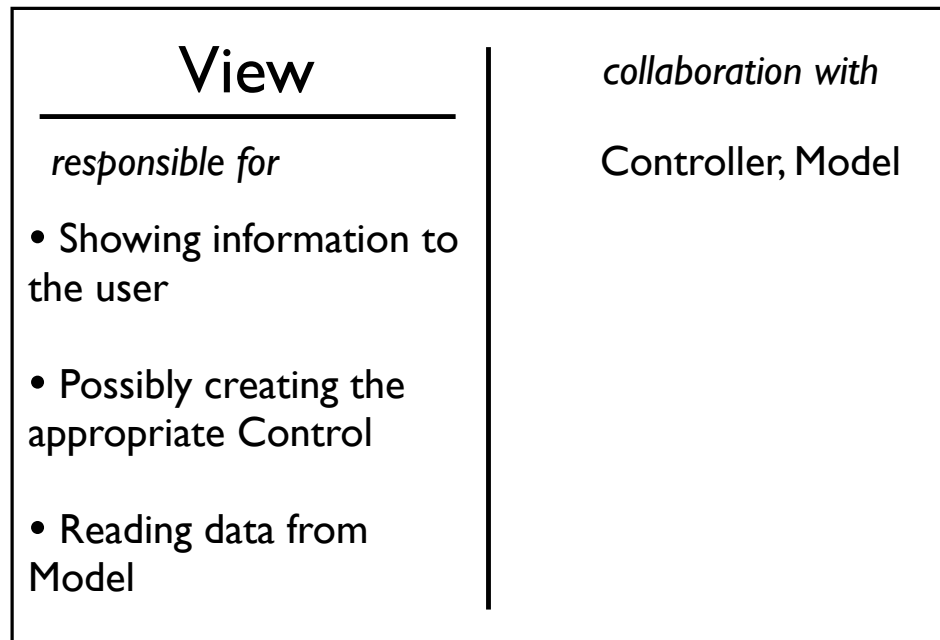 View
responsible for
• Showing information to
the user
• Possibly creating the
appropriate Control
• Reading data from
Model
collaboration with
Controller, Model